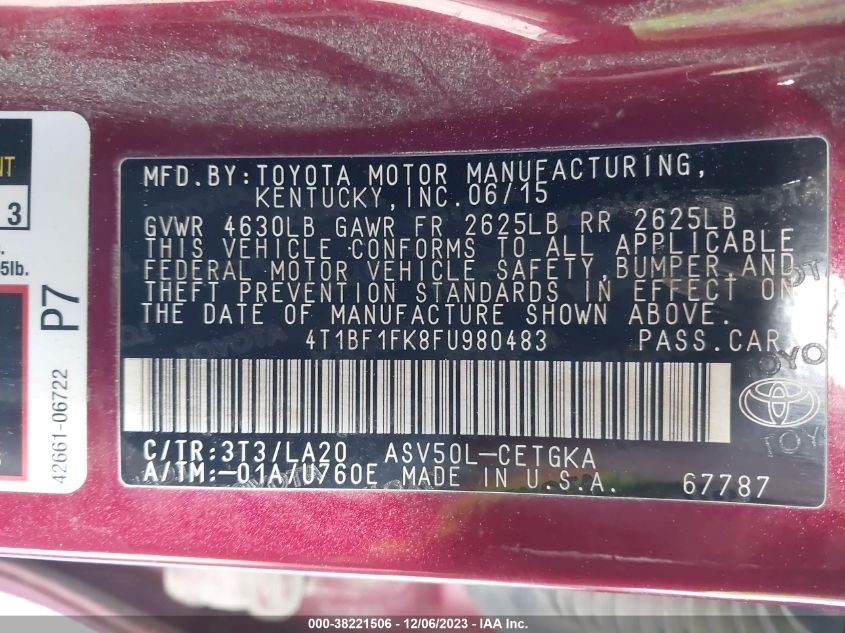 NT
3
5lb.
P7
42661-06722
MFD.BY:TOYOTA MOTOR MANUFACTURING,
KENTUCKY,INC.06/15
GVWR 4630LB GAWR FR 2625LB RR 2625LB
THIS VEHICLE CONFORMS TO ALL APPLICABLE
FEDERAL MOTOR VEHICLE SAFETY,BUMPER,AND
THEFT PREVENTION STANDARDS IN EFFECT ON
THE DATE OF MANUFACTURE SHOWN ABOVE.
4T1BF1FK8FU980483 PASS.CAR
C/TR:3T3/LA20 ASV50L-CETGKA
A/TM:-01A/U760E MADE IN U.S.A. 67787
000-38221506 - 12/06/2023 - IAA Inc.